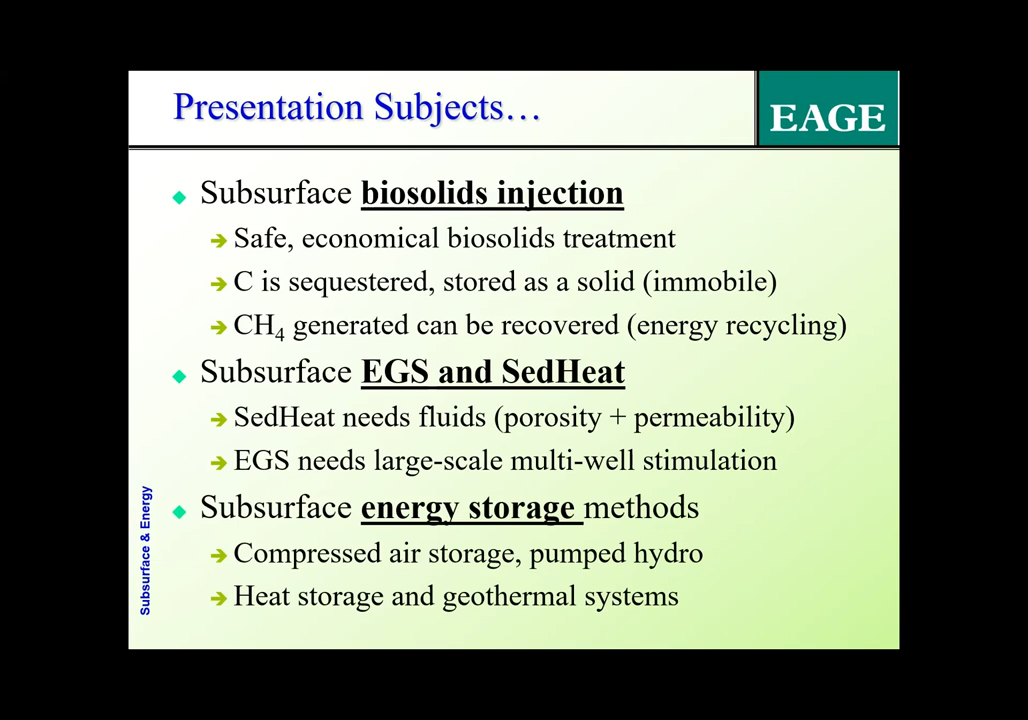 Presentation Subjects…
EAGE
Subsurface biosolids injection
Safe, economical biosolids treatment
C is sequestered, stored as a solid (immobile)
CH4 generated can be recovered (energy recycling)
Subsurface EGS and SedHeat
SedHeat needs fluids (porosity + permeability)
EGS needs large-scale multi-well stimulation
Subsurface energy storage methods
Compressed air storage, pumped hydro
Heat storage and geothermal systems
Subsurface & Energy